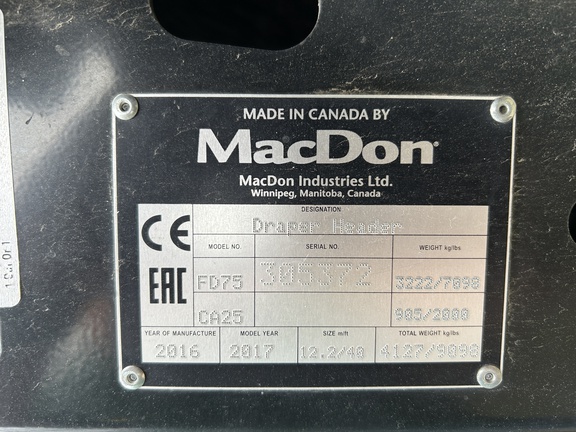 MADE IN CANADA BY
MacDon
MacDon Industries Ltd.
Winnipeg, Manitoba, Canada
DESIGNATION
Draper Header
CE
EAC
MODEL NO. SERIAL NO. WEIGHT kg/lbs
FD75 305372 3222/7098
CA25 905/2000
YEAR OF MANUFACTURE MODEL YEAR SIZE m/ft TOTAL WEIGHT kg/lbs
2016 2017 12.2/40 4127/9098